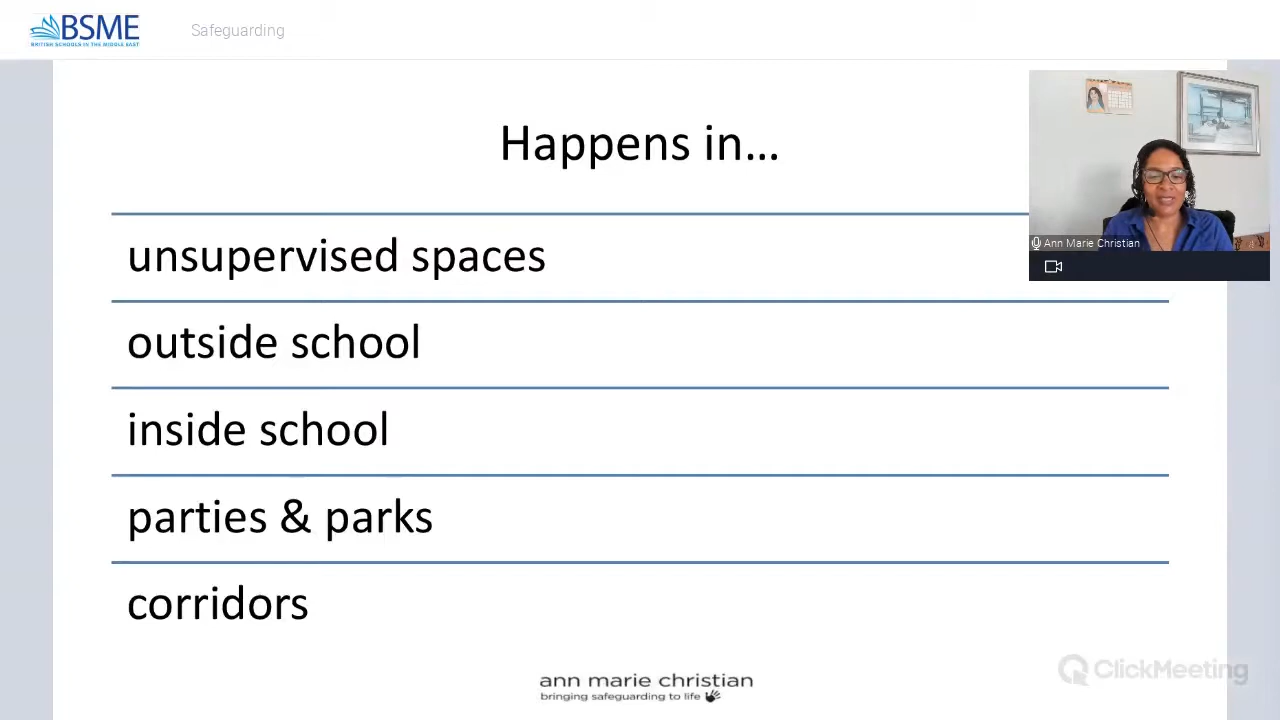 BSME
BRITISH SCHOOLS IN THE MIDDLE EAST
Safeguarding
Happens in...
unsupervised spaces
outside school
inside school
parties & parks
corridors
Ann Marie Christian
ann marie christian
bringing safeguarding to life
ClickMeeting